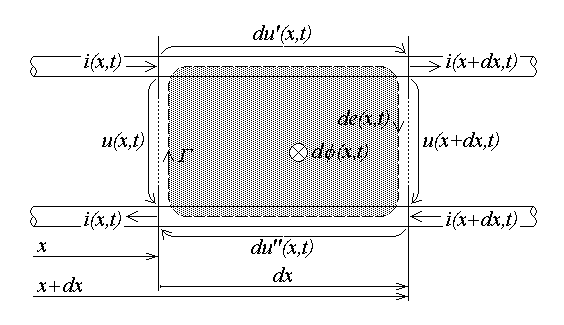 du'(x,t)
i(x,t) i(x+dx,t)
de(x,t)
u(x,t) Γ dϕ(x,t) u(x+dx,t)
i(x,t) i(x+dx,t)
x du''(x,t)
x+dx dx